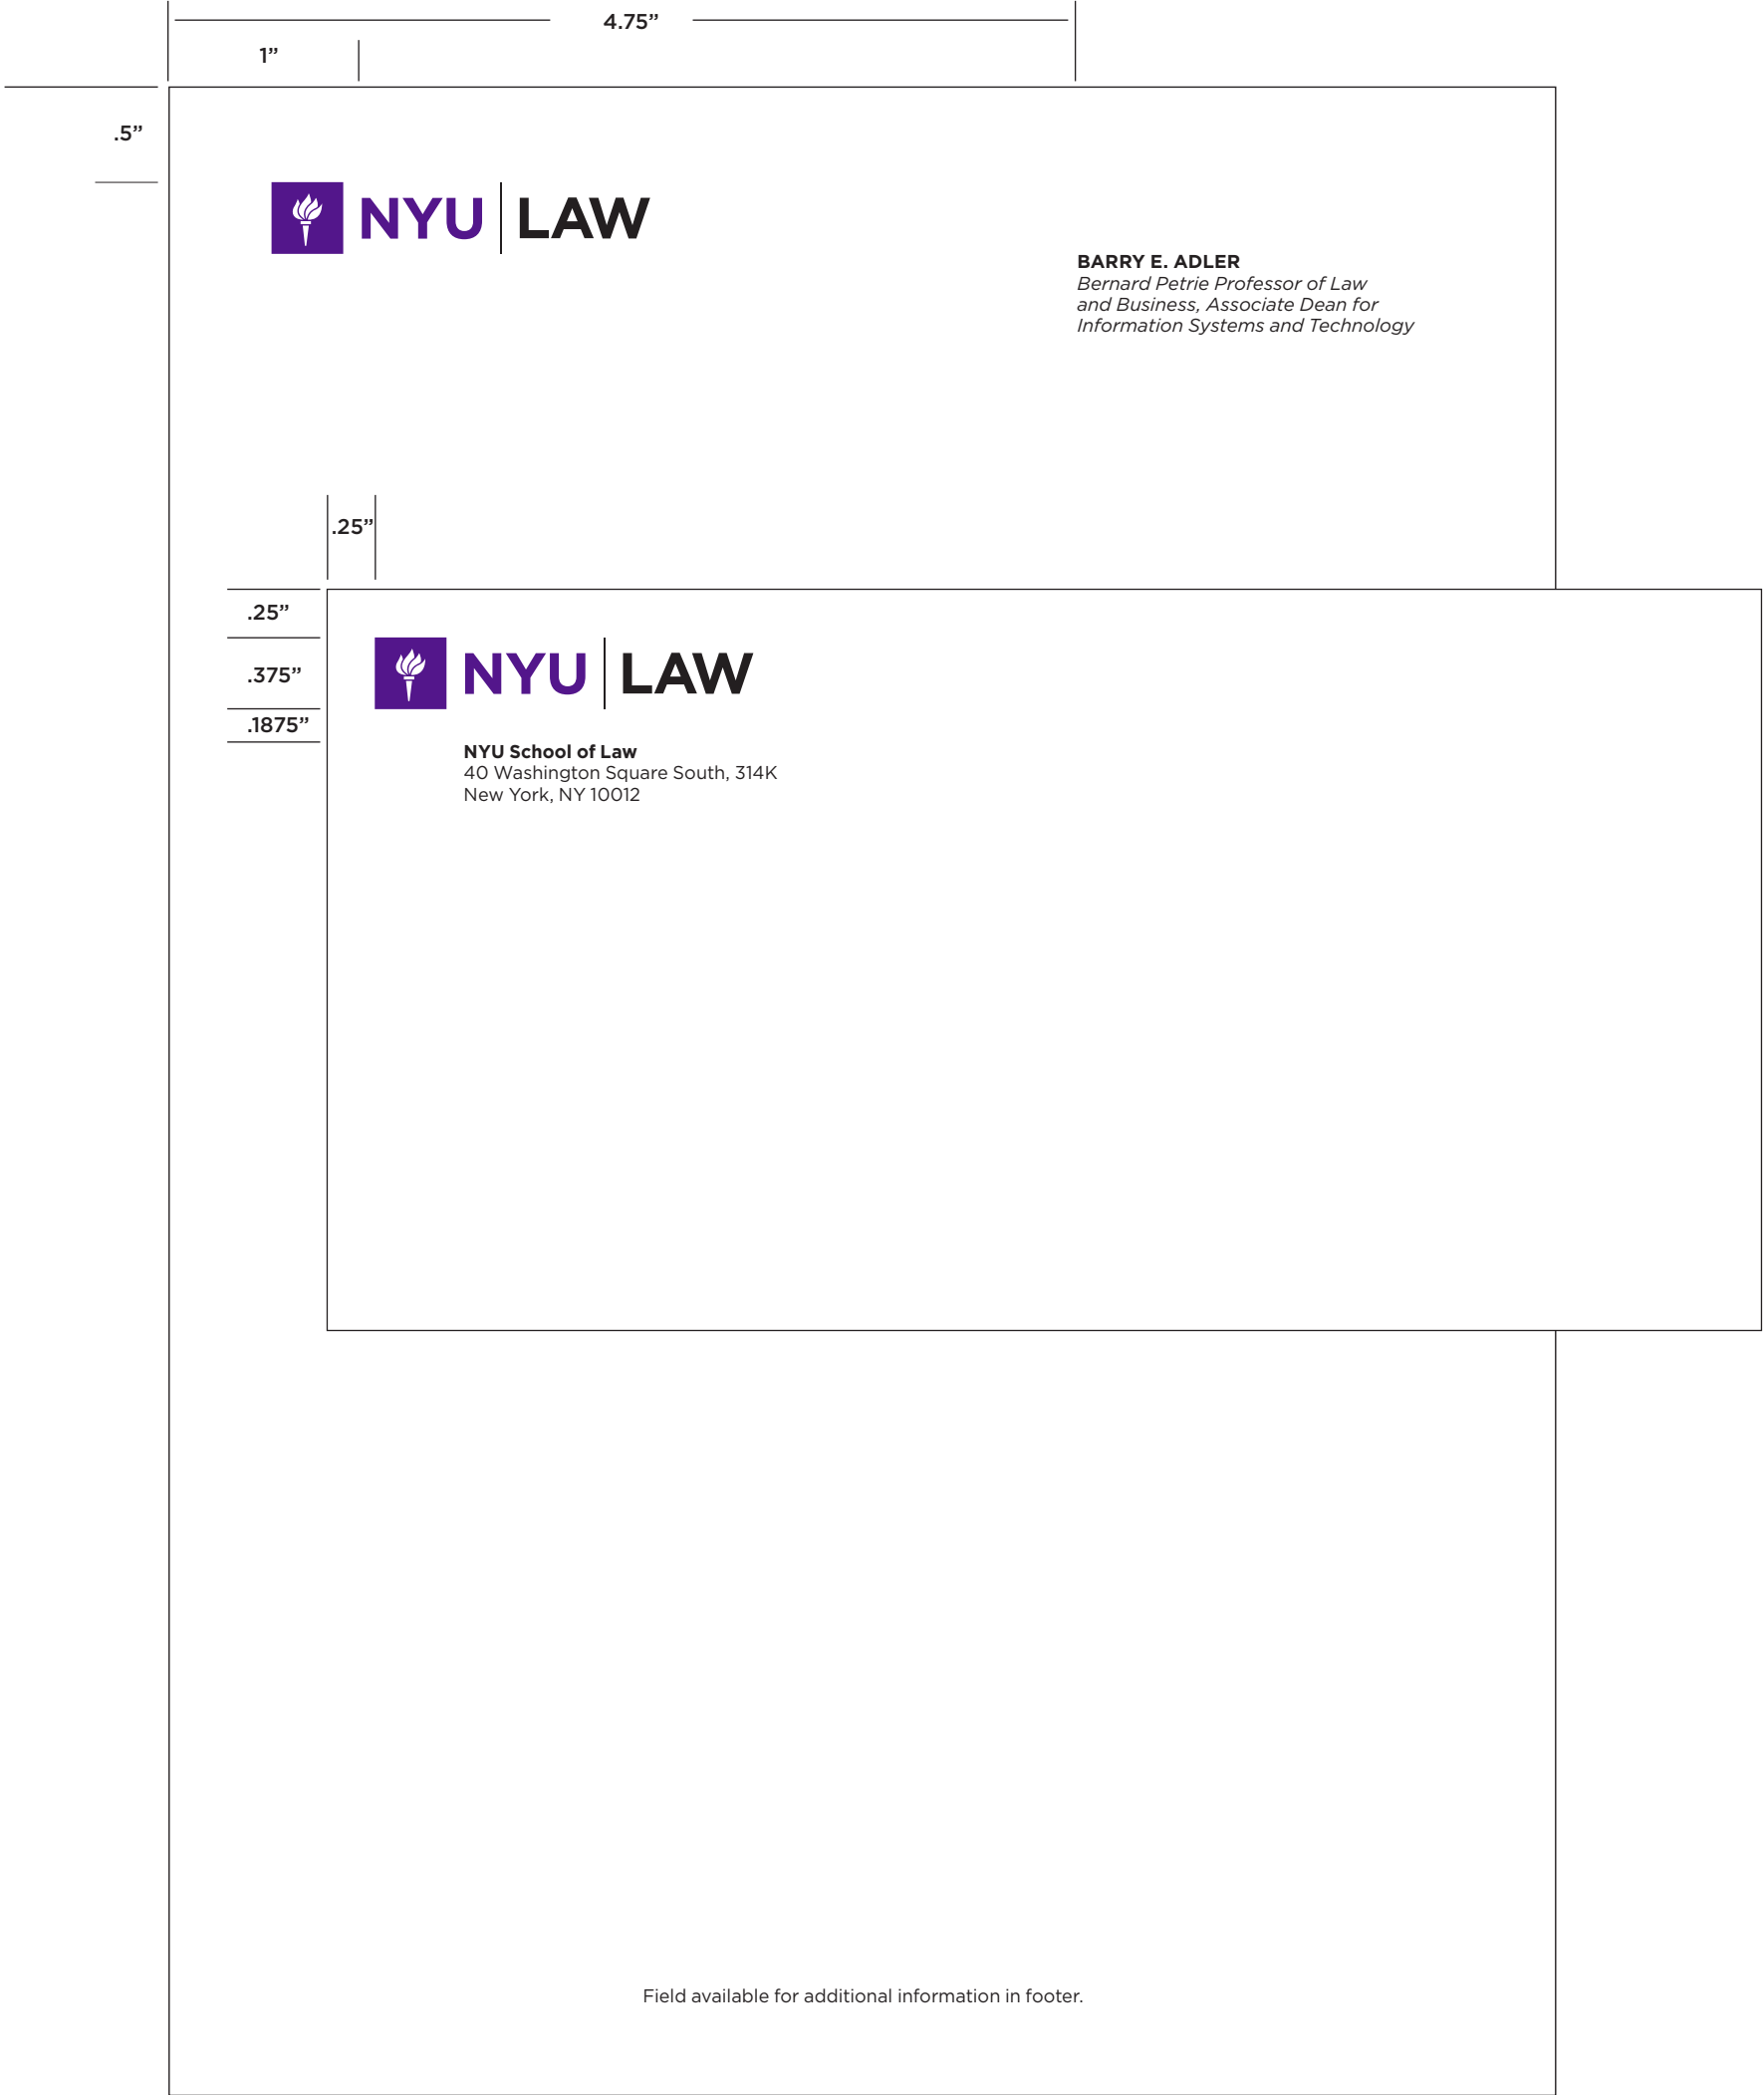 4.75”
1”
.5”
NYU | LAW
BARRY E. ADLER
Bernard Petrie Professor of Law
and Business, Associate Dean for
Information Systems and Technology
.25”
.25”
.375”
.1875”
NYU | LAW
NYU School of Law
40 Washington Square South, 314K
New York, NY 10012
Field available for additional information in footer.